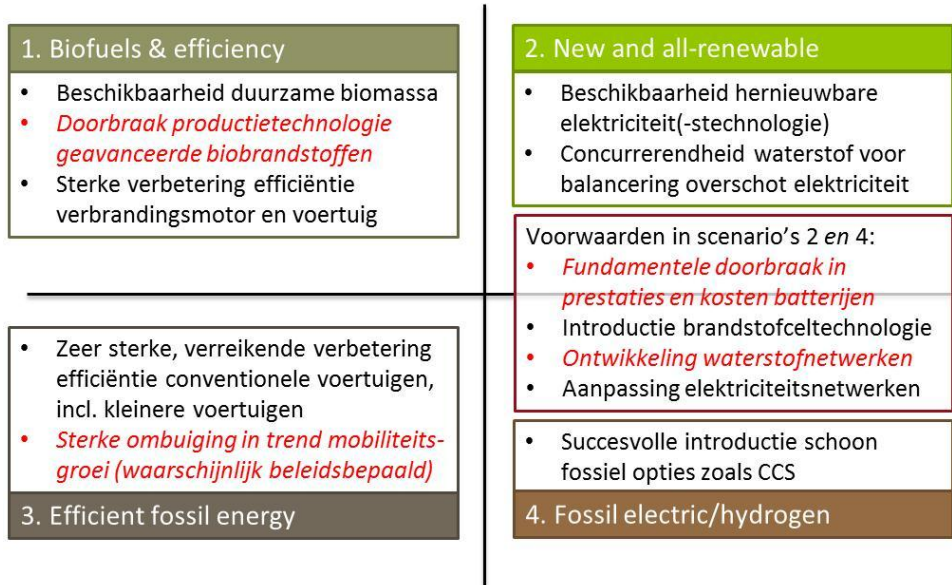 1. Biofuels & efficiency
• Beschikbaarheid duurzame biomassa
• Doorbraak productietechnologie
geavanceerde biobrandstoffen
• Sterke verbetering efficiëntie
verbrandingsmotor en voertuig
2. New and all-renewable
• Beschikbaarheid hernieuwbare
elektriciteit(-stechnologie)
• Concurrerendheid waterstof voor
balancering overschot elektriciteit
Voorwaarden in scenario's 2 en 4:
• Fundamentele doorbraak in
prestaties en kosten batterijen
• Introductie brandstofceltechnologie
• Ontwikkeling waterstofnetwerken
• Aanpassing elektriciteitsnetwerken
• Zeer sterke, verreikende verbetering
efficiëntie conventionele voertuigen,
incl. kleinere voertuigen
• Sterke ombuiging in trend mobiliteits-
groei (waarschijnlijk beleidsbepaald)
3. Efficient fossil energy
• Succesvolle introductie schoon
fossiel opties zoals CCS
4. Fossil electric/hydrogen